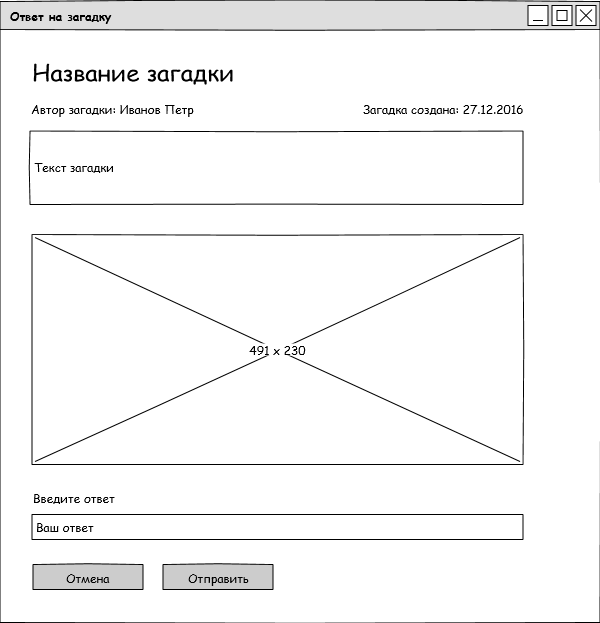 Ответ на загадку
Название загадки
Автор загадки: Иванов Петр Загадка создана: 27.12.2016
Текст загадки
491 x 230
Введите ответ
Ваш ответ
Отмена Отправить